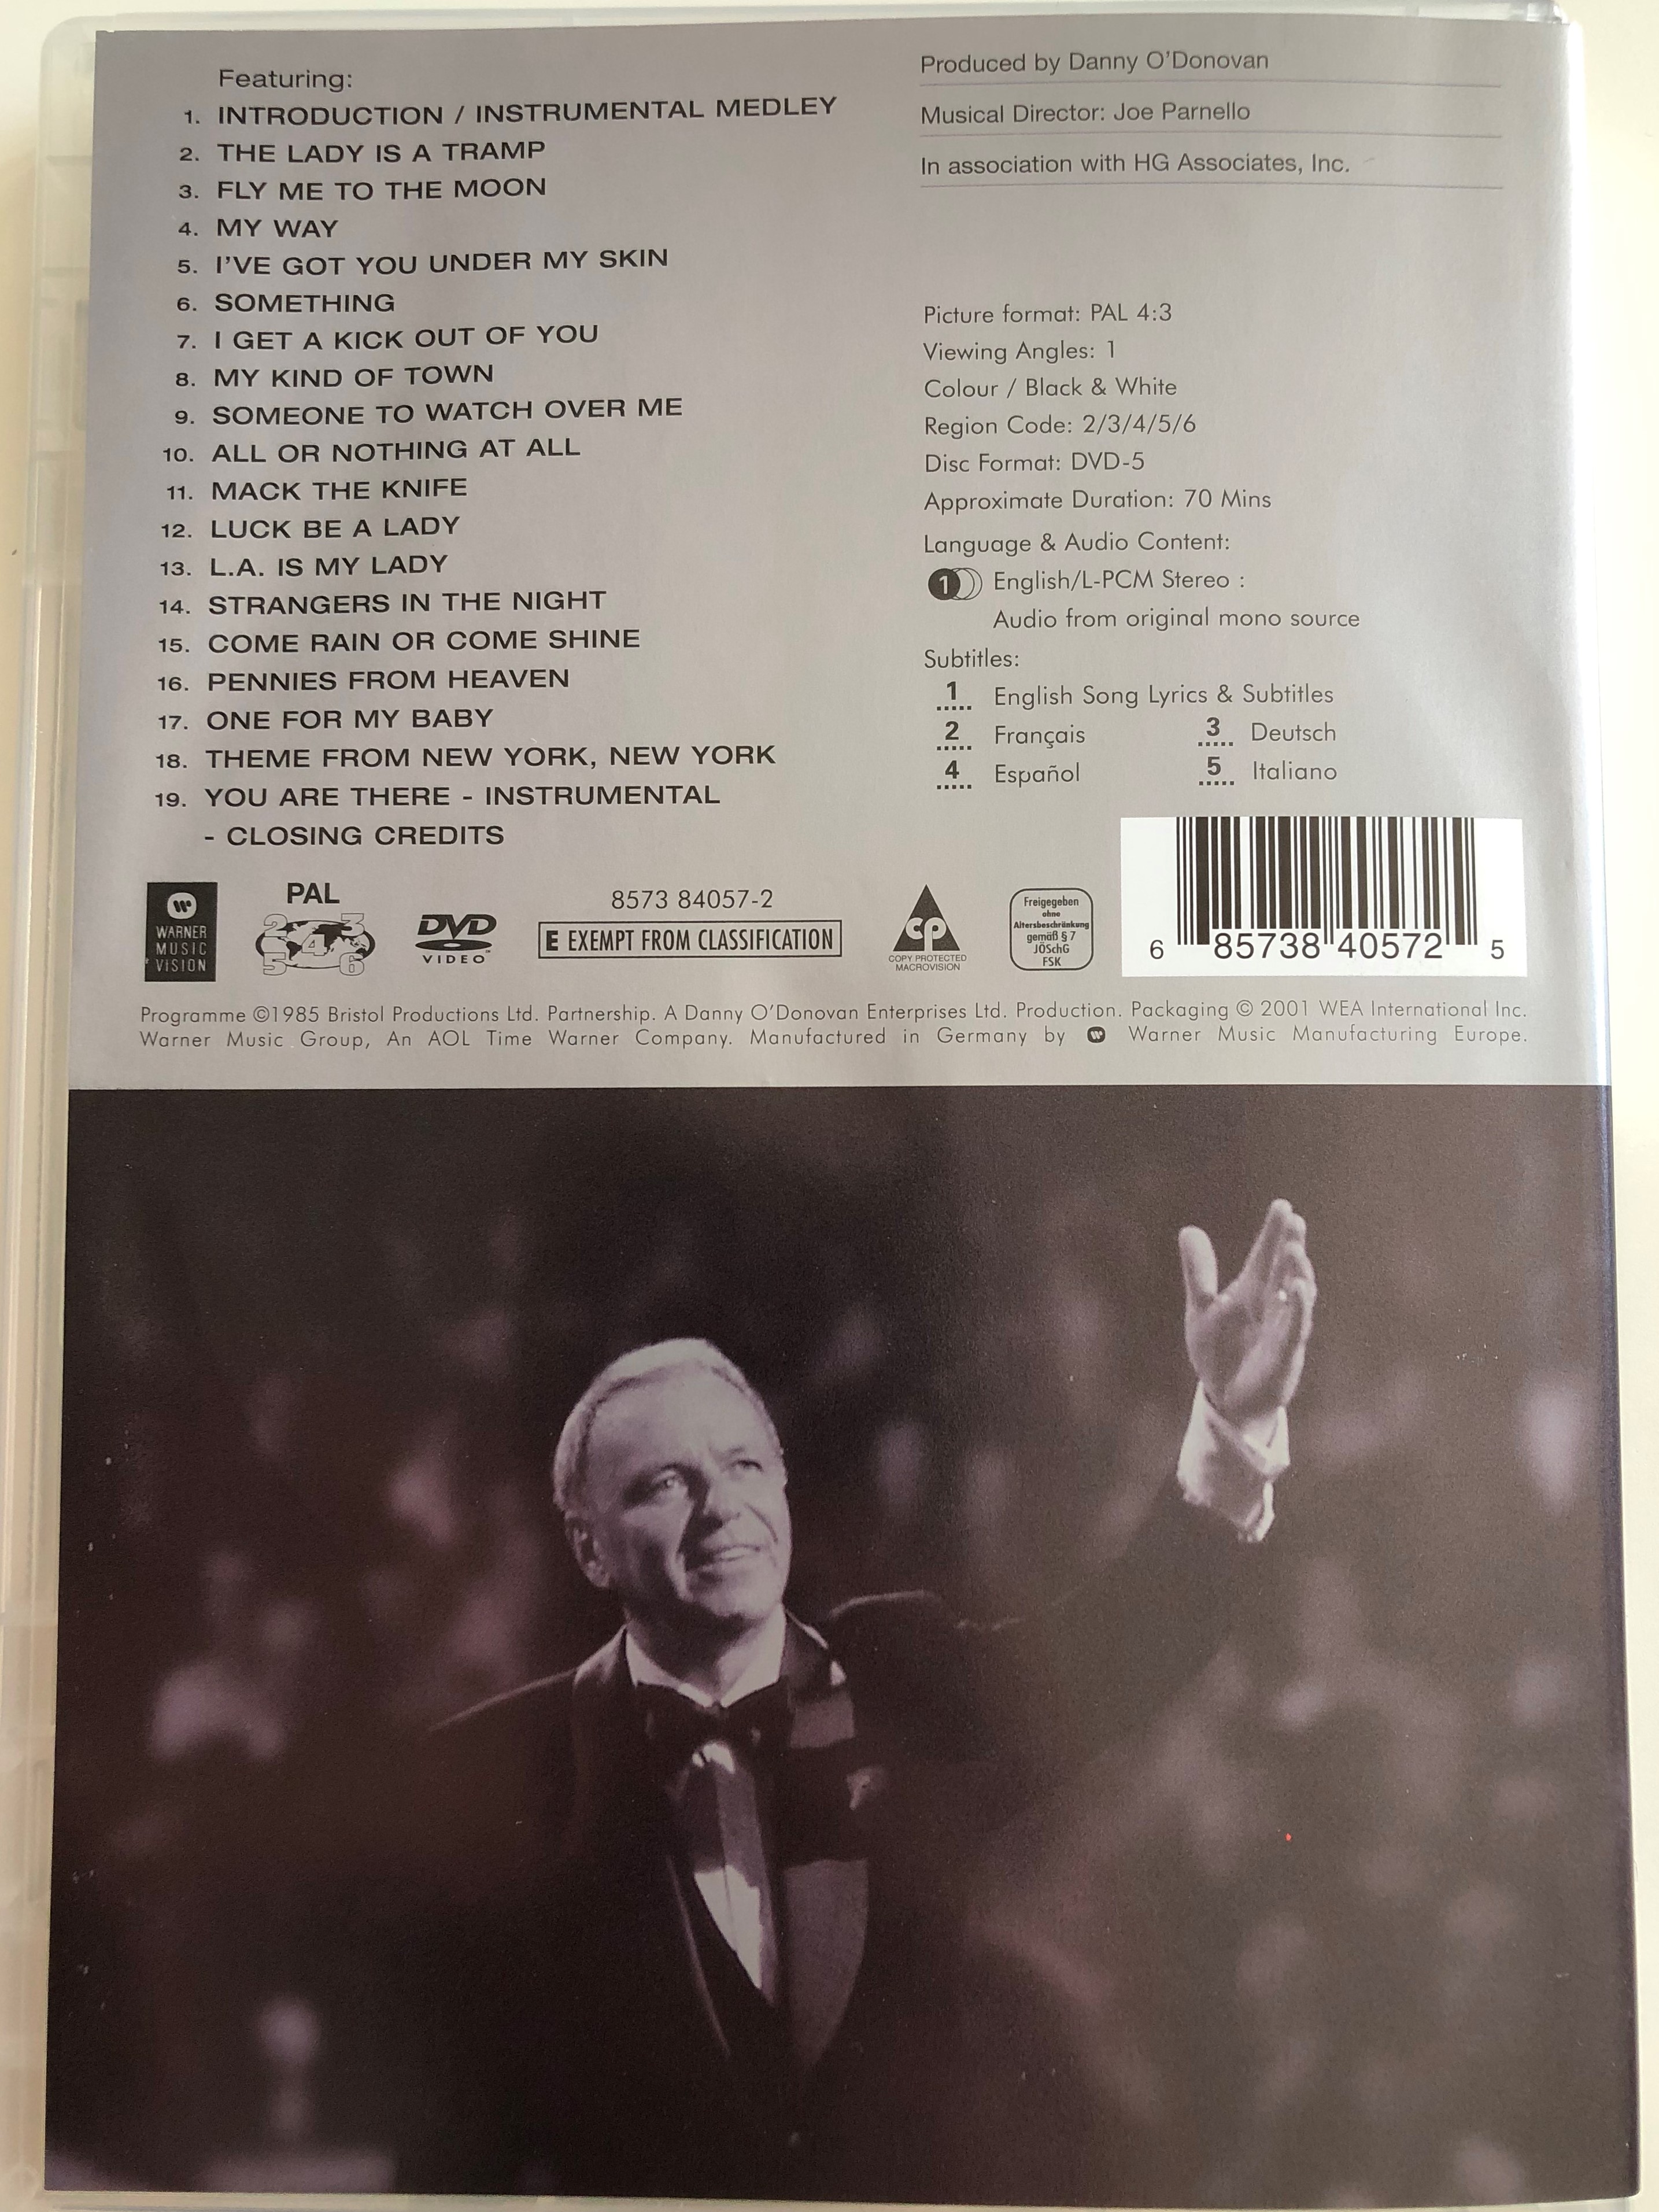 Featuring:
1. INTRODUCTION / INSTRUMENTAL MEDLEY
2. THE LADY IS A TRAMP
3. FLY ME TO THE MOON
4. MY WAY
5. I'VE GOT YOU UNDER MY SKIN
6. SOMETHING
7. I GET A KICK OUT OF YOU
8. MY KIND OF TOWN
9. SOMEONE TO WATCH OVER ME
10. ALL OR NOTHING AT ALL
11. MACK THE KNIFE
12. LUCK BE A LADY
13. L.A. IS MY LADY
14. STRANGERS IN THE NIGHT
15. COME RAIN OR COME SHINE
16. PENNIES FROM HEAVEN
17. ONE FOR MY BABY
18. THEME FROM NEW YORK, NEW YORK
19. YOU ARE THERE - INSTRUMENTAL
- CLOSING CREDITS
Produced by Danny O'Donovan
Musical Director: Joe Parnello
In association with HG Associates, Inc.
Picture format: PAL 4:3
Viewing Angles: 1
Colour / Black & White
Region Code: 2/3/4/5/6
Disc Format: DVD-5
Approximate Duration: 70 Mins
Language & Audio Content:
1 English/L-PCM Stereo :
Audio from original mono source
Subtitles:
1 English Song Lyrics & Subtitles
2 Français 3 Deutsch
4 Español 5 Italiano
WARNER
MUSIC
VISION
PAL
2 3
4
5 6
DVD
VIDEO™
8573 84057-2
E EXEMPT FROM CLASSIFICATION
CP
COPY PROTECTED
MACROVISION
Freigegeben
ohne
Altersbeschränkung
gemäß § 7
JÖSchG
FSK
6 85738 40572 5
Programme ©1985 Bristol Productions Ltd. Partnership. A Danny O'Donovan Enterprises Ltd. Production. Packaging © 2001 WEA International Inc.
Warner Music Group, An AOL Time Warner Company. Manufactured in Germany by Warner Music Manufacturing Europe.